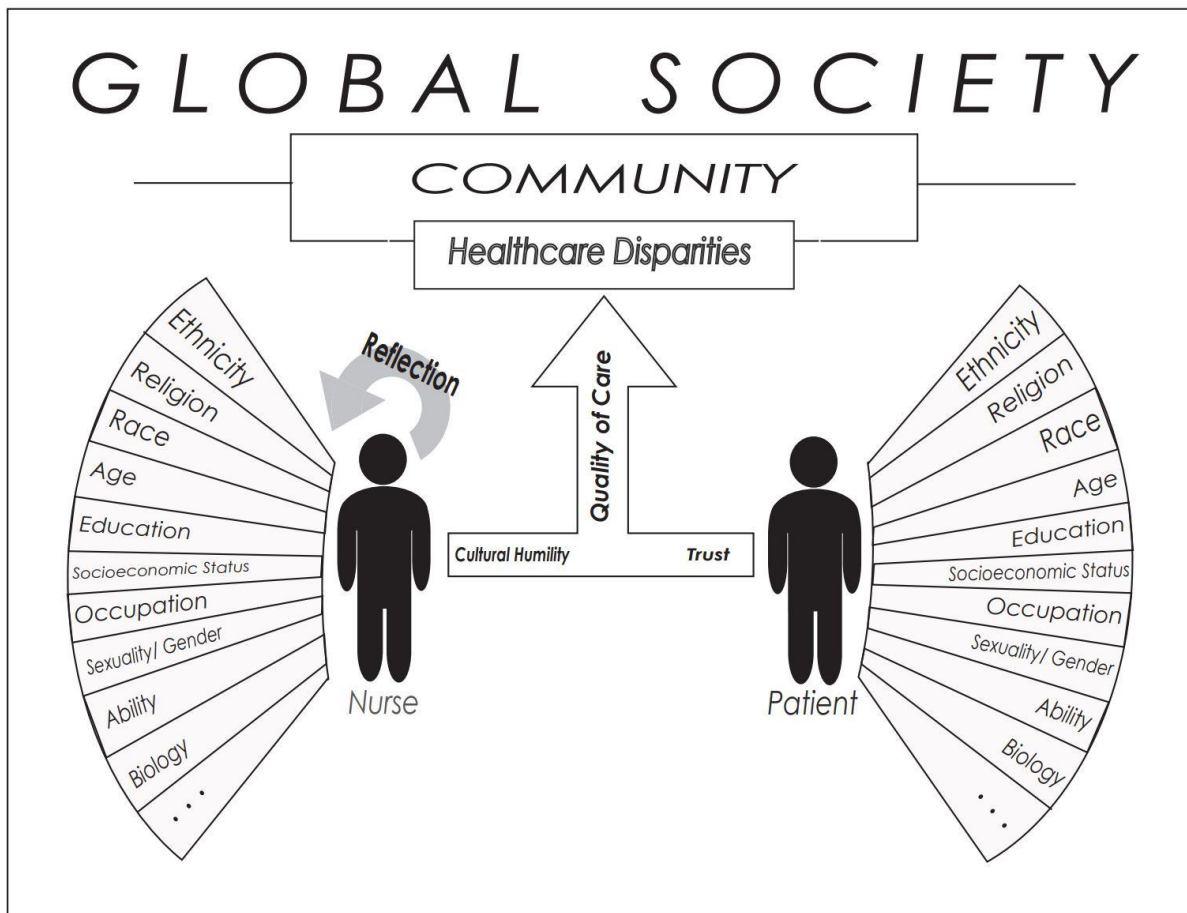 GLOBAL SOCIETY
COMMUNITY
Healthcare Disparities
Ethnicity
Religion
Race
Age
Education
Socioeconomic Status
Occupation
Sexuality/ Gender
Ability
Biology
. . .
Reflection
Nurse
Quality of Care
Cultural Humility
Trust
Patient
Ethnicity
Religion
Race
Age
Education
Socioeconomic Status
Occupation
Sexuality/ Gender
Ability
Biology
. . .